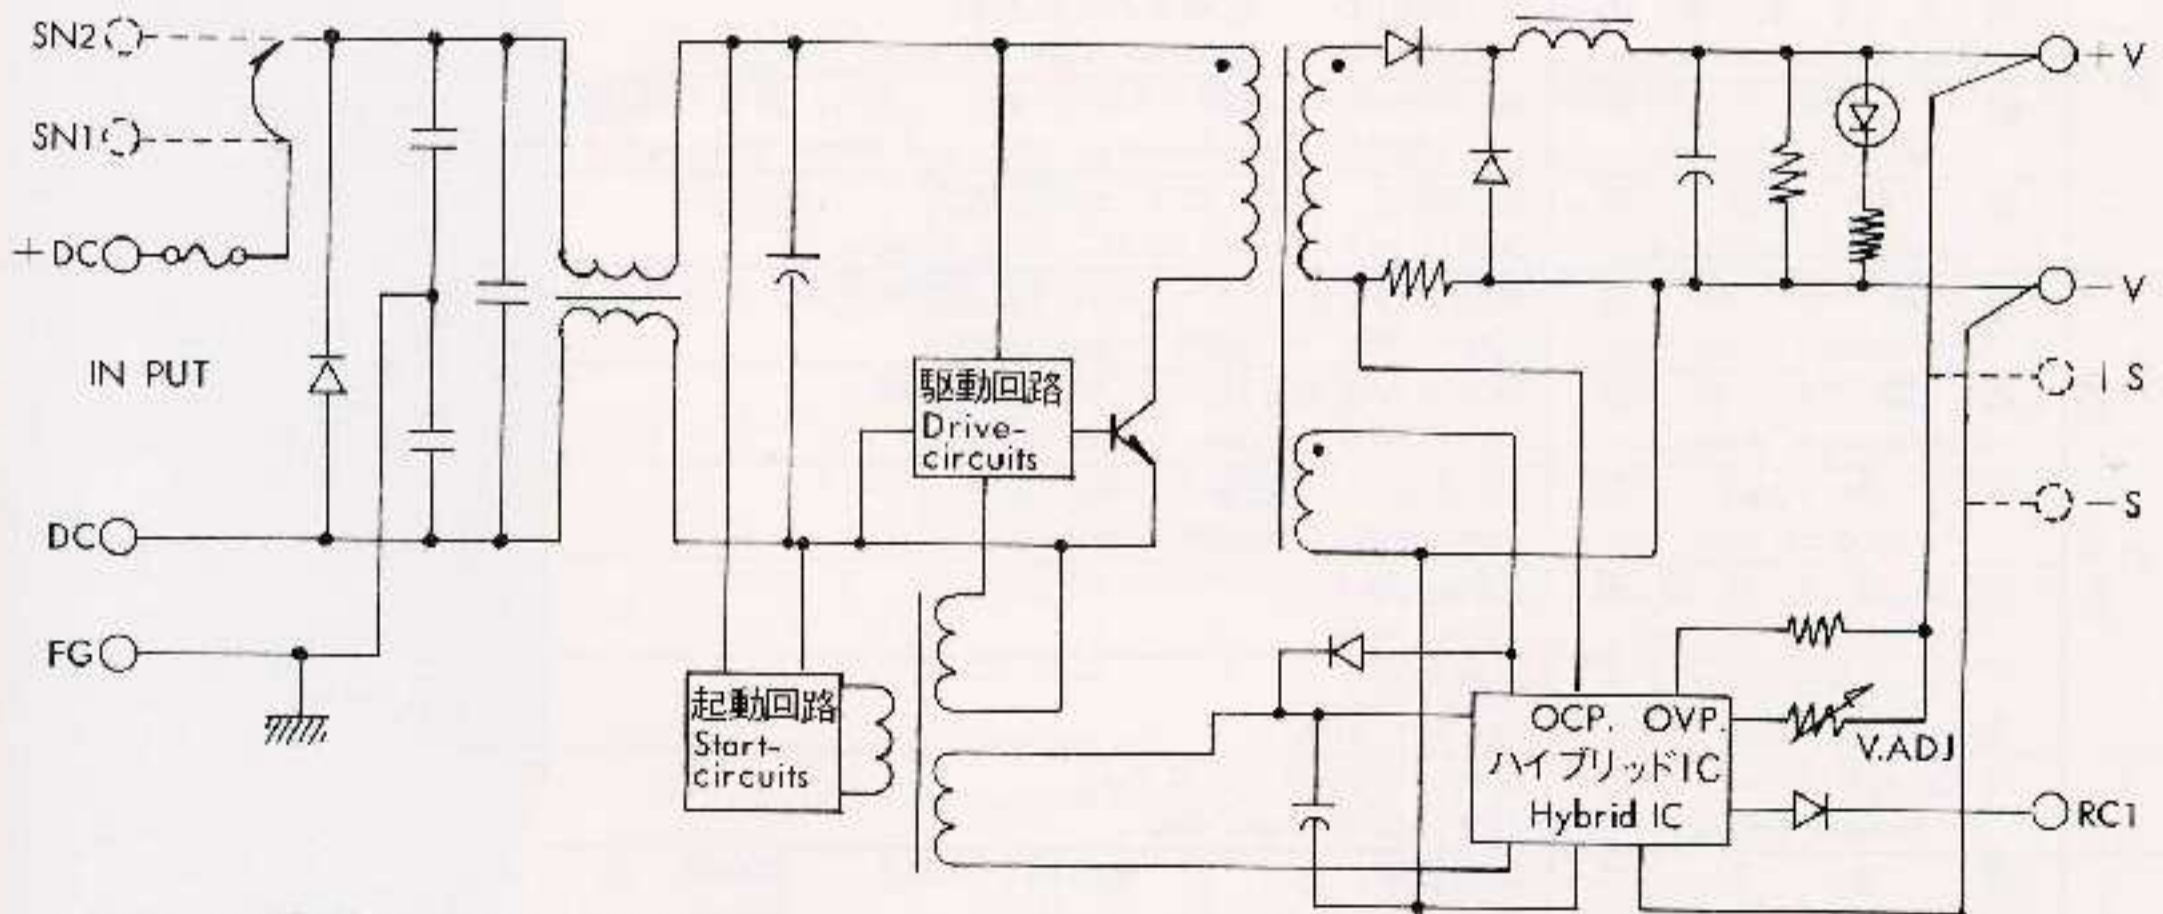 SN2
SN1
+DC
IN PUT
DC
FG
駆動回路
Drive-
circuits
起動回路
Start-
circuits
+V
-V
I S
-S
OCP. OVP.
ハイブリッドIC
Hybrid IC
V.ADJ
RC1